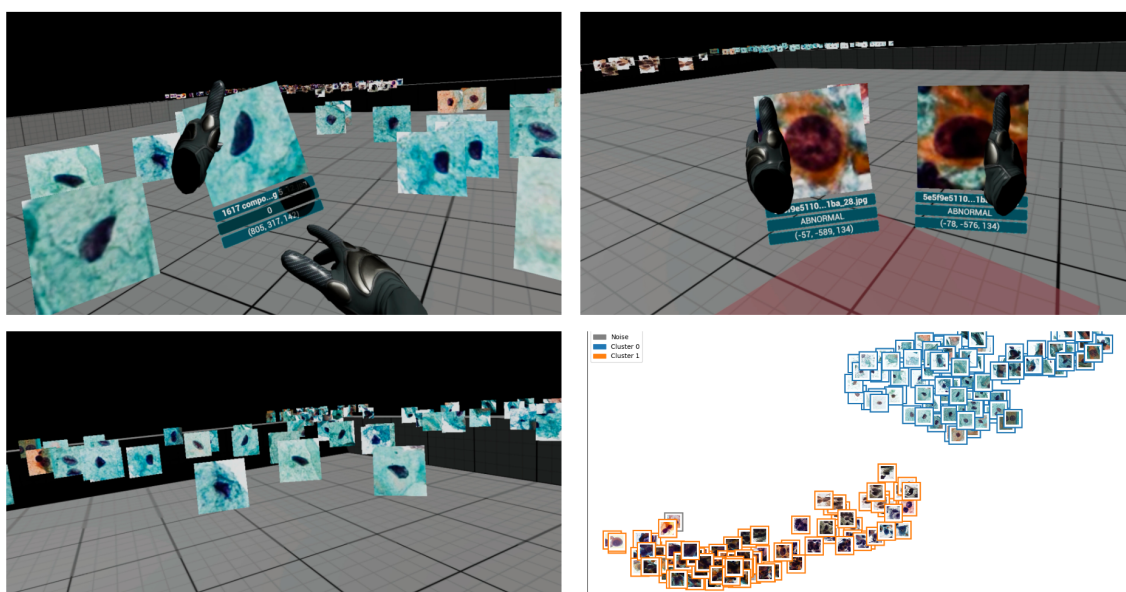 1617 compo...g
0
(805, 317, 142)
ABNORMAL
(-57, -589, 134)
5e5f9e5110...1b
ABNORMAL
(-78, -576, 134)
Noise
Cluster 0
Cluster 1